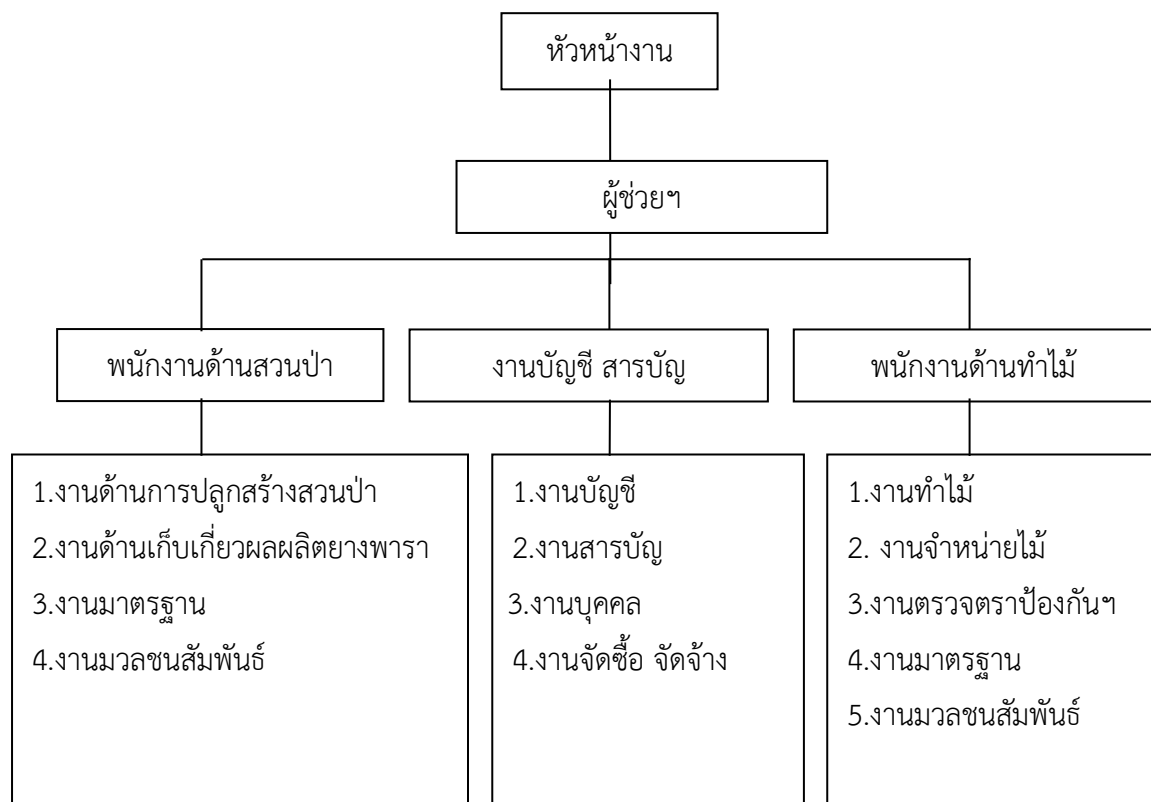 หัวหน้างาน
ผู้ช่วยฯ
พนักงานด้านสวนป่า
งานบัญชี สารบัญ
พนักงานด้านทำไม้
1.งานด้านการปลูกสร้างสวนป่า
2.งานด้านเก็บเกี่ยวผลผลิตยางพารา
3.งานมาตรฐาน
4.งานมวลชนสัมพันธ์
1.งานบัญชี
2.งานสารบัญ
3.งานบุคคล
4.งานจัดซื้อ จัดจ้าง
1.งานทำไม้
2. งานจำหน่ายไม้
3.งานตรวจตราป้องกันฯ
4.งานมาตรฐาน
5.งานมวลชนสัมพันธ์